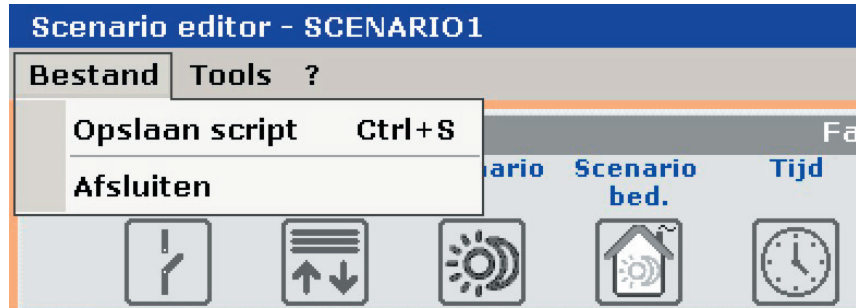 Scenario editor - SCENARIO1
Bestand Tools ?
Opslaan script Ctrl+S
Afsluiten
Scenario
bed.
Tijd